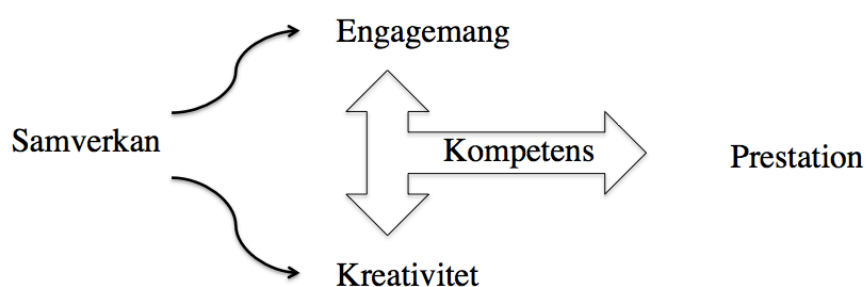 Engagemang
Samverkan
Kompetens
Prestation
Kreativitet